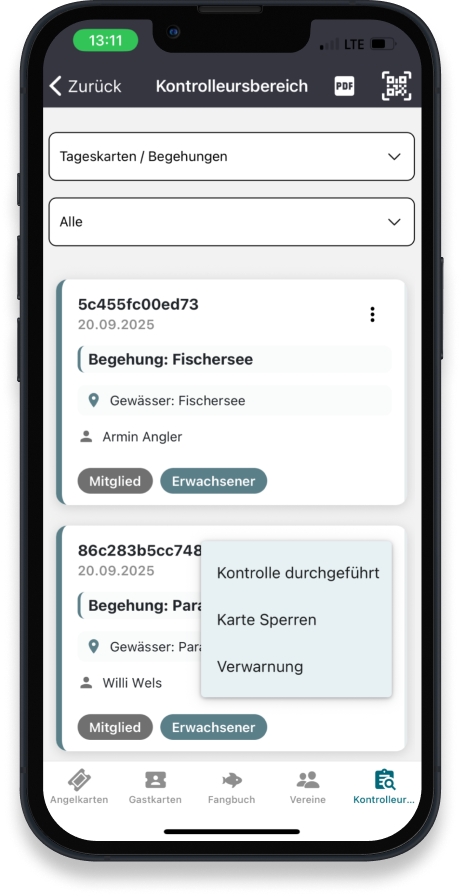 13:11
LTE
Zurück
Kontrolleursbereich
PDF
Tageskarten / Begehungen
Alle
5c455fc00ed73
20.09.2025
Begehung: Fischersee
Gewässer: Fischersee
Armin Angler
Mitglied
Erwachsener
86c283b5cc748
20.09.2025
Begehung: Para
Gewässer: Para
Willi Wels
Mitglied
Erwachsener
Kontrolle durchgeführt
Karte Sperren
Verwarnung
Angelkarten
Gastkarten
Fangbuch
Vereine
Kontrolleur...